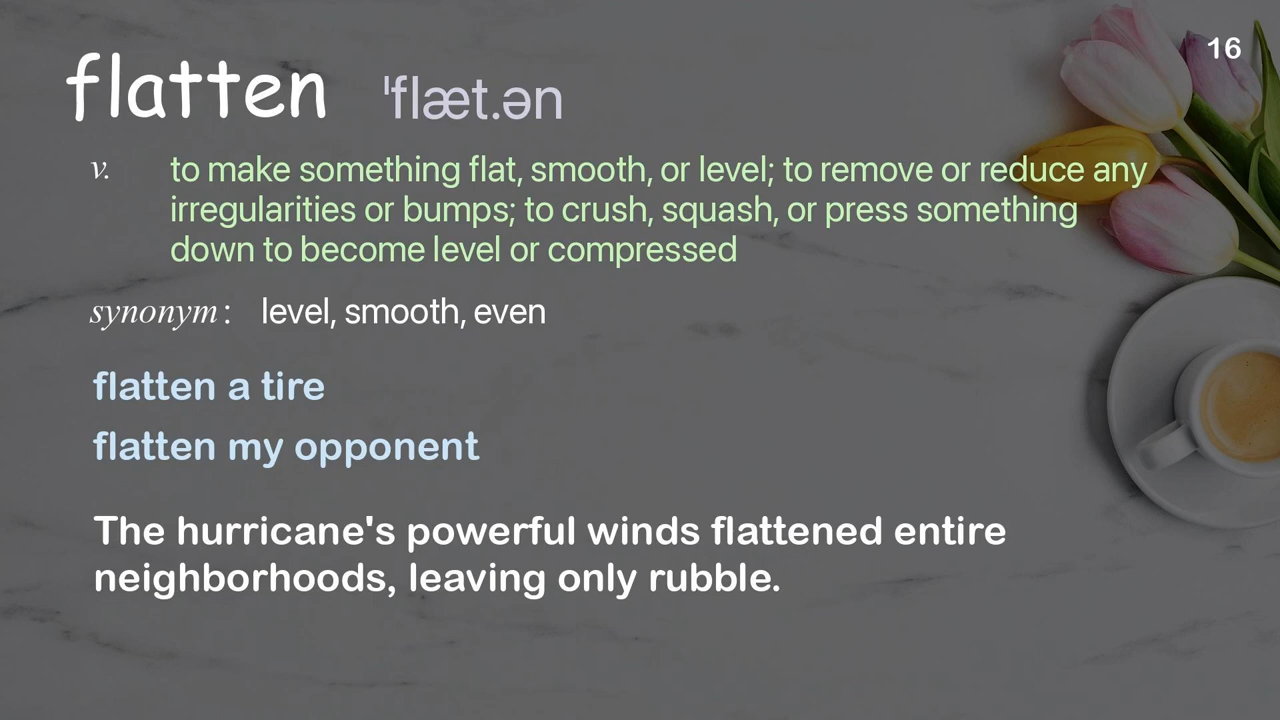 16
flatten ˈflæt.ən
v. to make something flat, smooth, or level; to remove or reduce any
irregularities or bumps; to crush, squash, or press something
down to become level or compressed
synonym: level, smooth, even
flatten a tire
flatten my opponent
The hurricane's powerful winds flattened entire
neighborhoods, leaving only rubble.